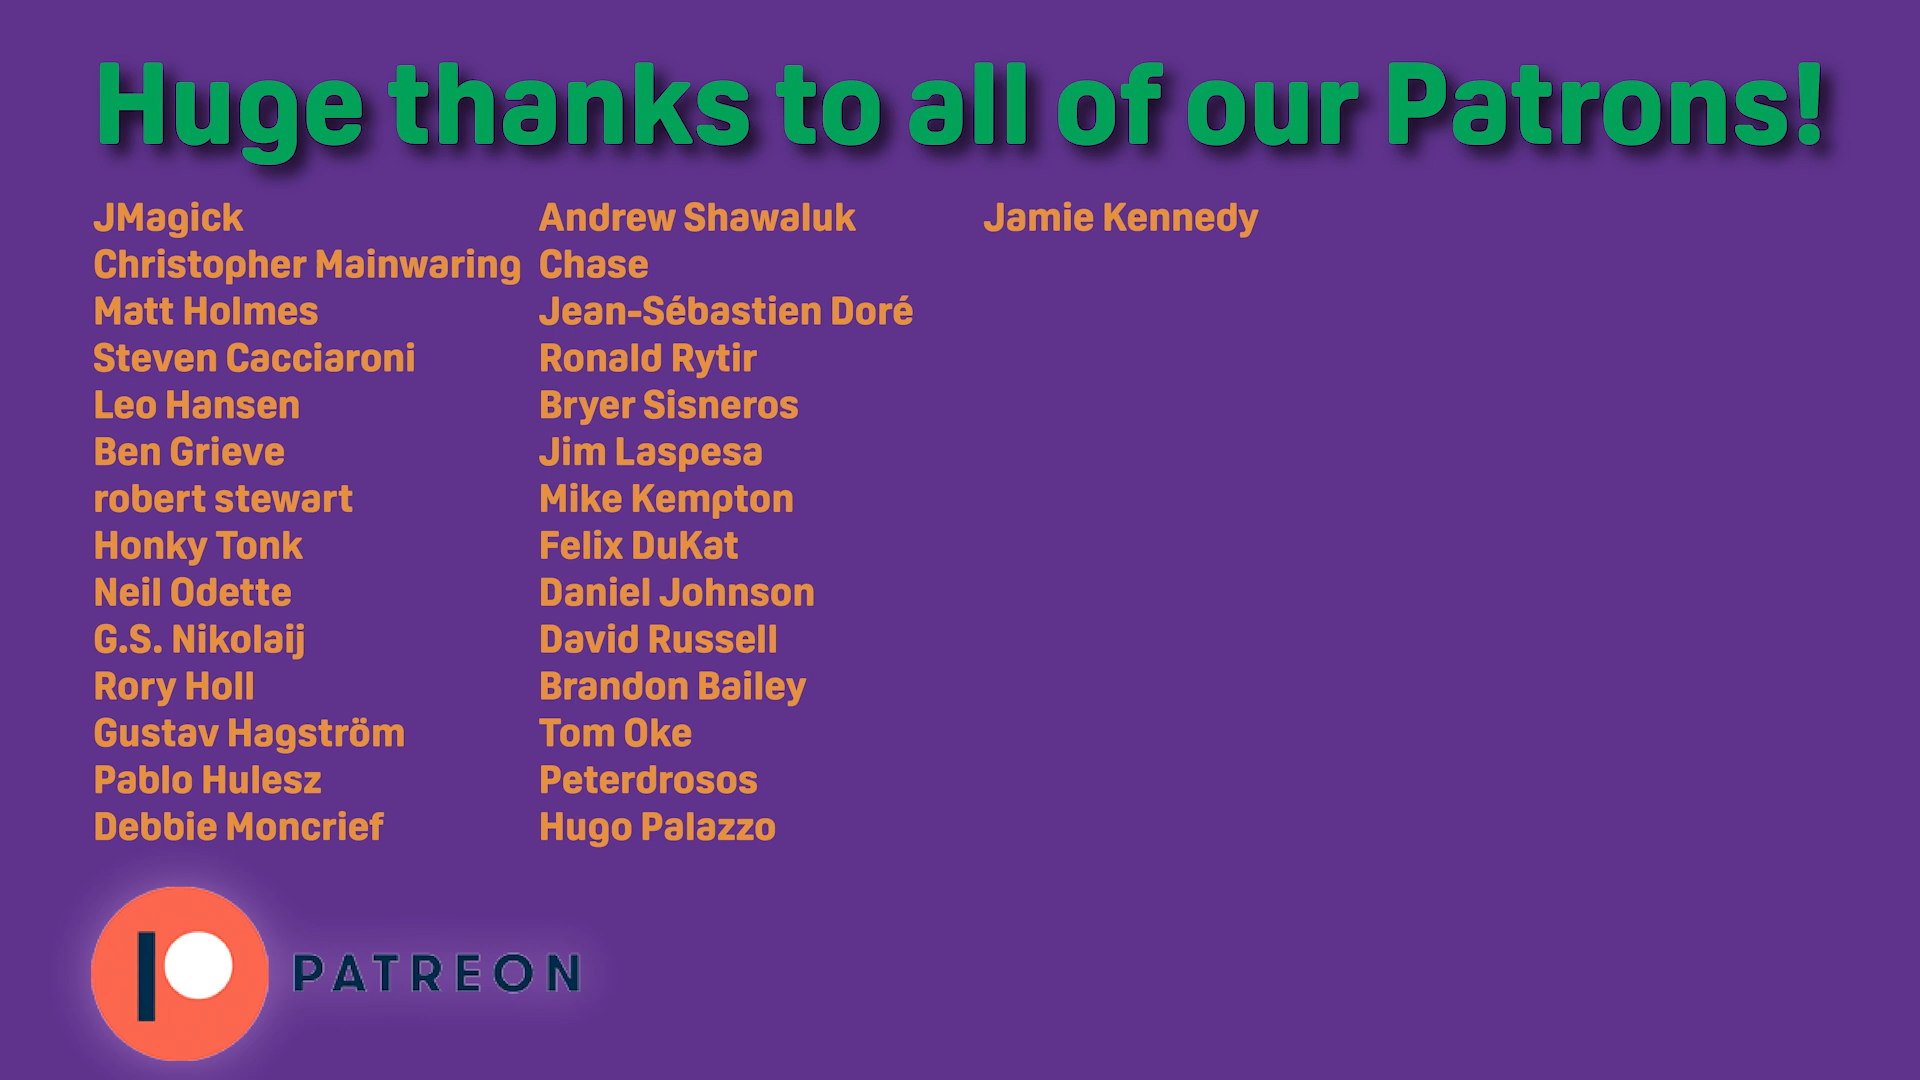 Huge thanks to all of our Patrons!
JMagick
Christopher Mainwaring
Matt Holmes
Steven Cacciaroni
Leo Hansen
Ben Grieve
robert stewart
Honky Tonk
Neil Odette
G.S. Nikolaij
Rory Holl
Gustav Hagström
Pablo Hulesz
Debbie Moncrief
Andrew Shawaluk
Chase
Jean-Sébastien Doré
Ronald Rytir
Bryer Sisneros
Jim Laspesa
Mike Kempton
Felix DuKat
Daniel Johnson
David Russell
Brandon Bailey
Tom Oke
Peterdrosos
Hugo Palazzo
Jamie Kennedy
PATREON